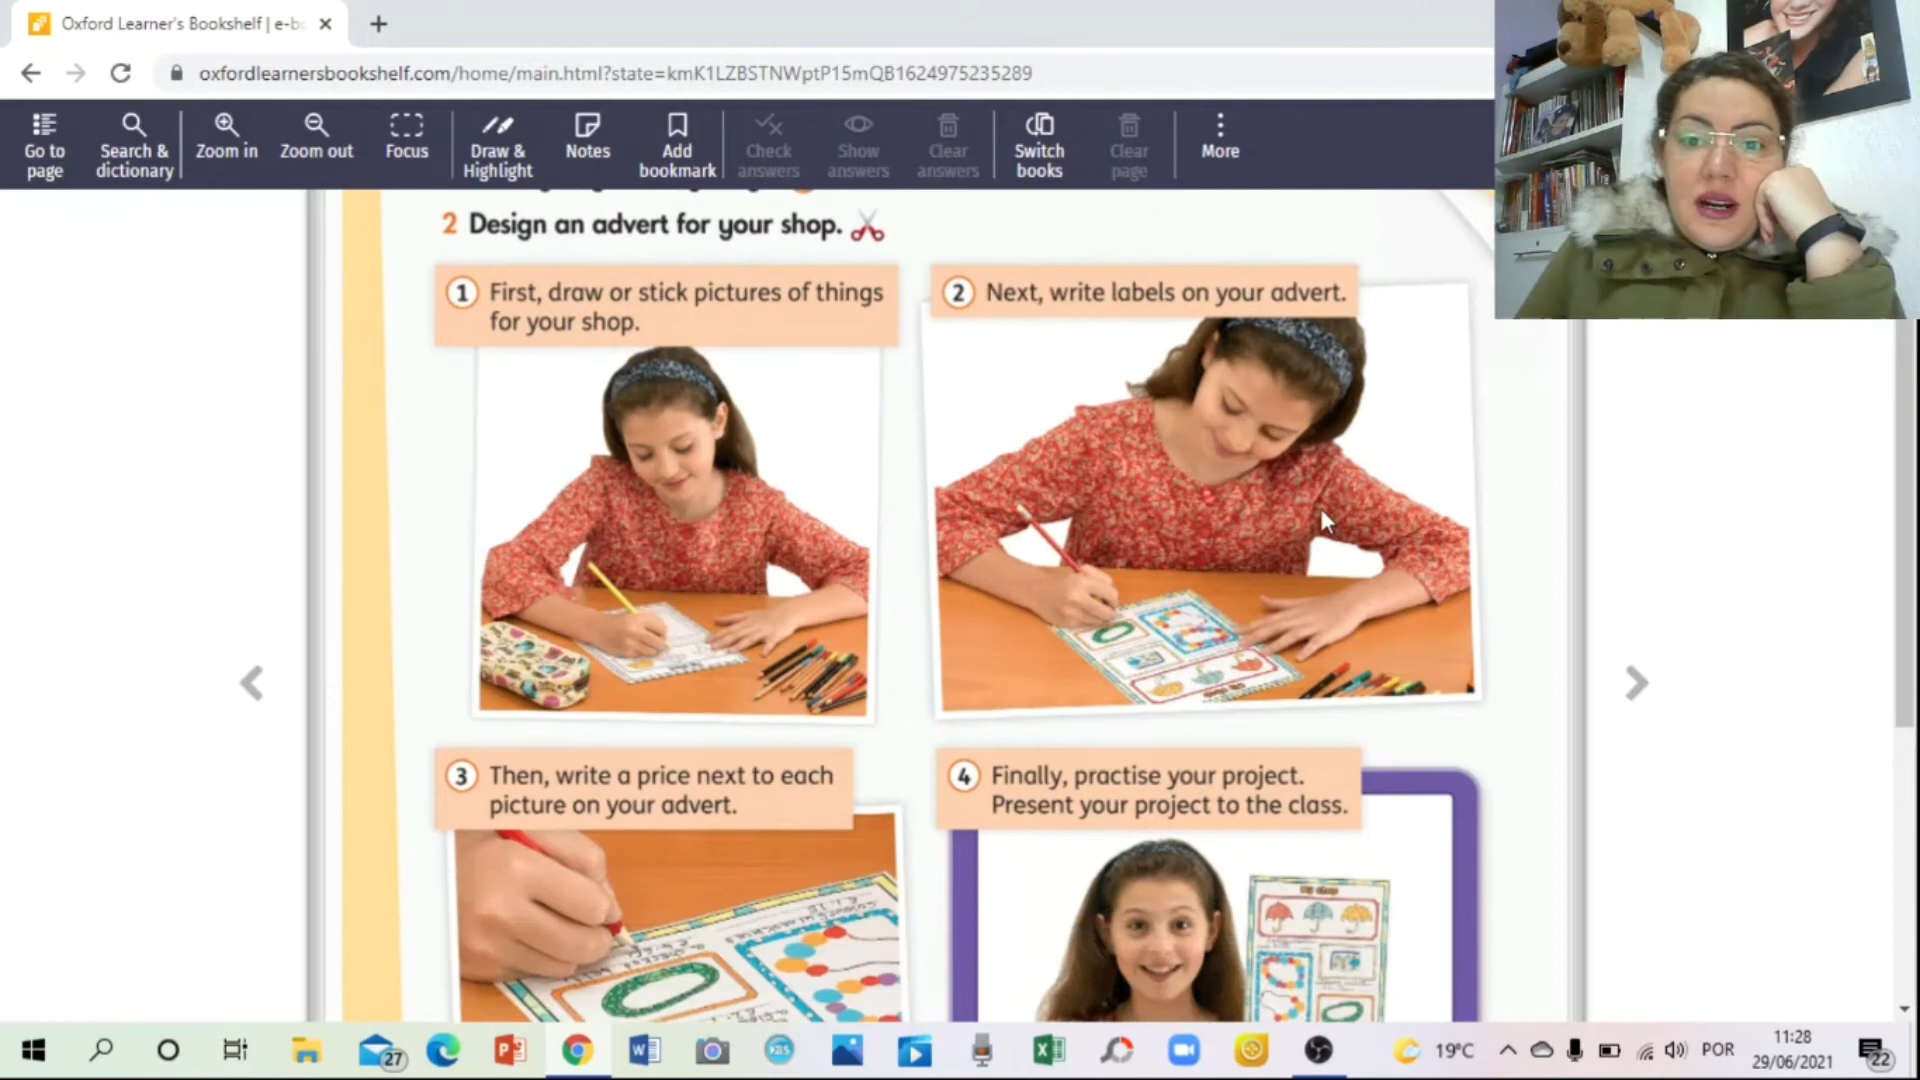 Oxford Learner's Bookshelf | e-bo
oxfordlearnersbookshelf.com/home/main.html?state=kmK1LZBSTNWptP15mQB1624975235289
Go to page
Search & dictionary
Zoom in
Zoom out
Focus
Draw & Highlight
Notes
Add bookmark
Check answers
Show answers
Clear answers
Switch books
Clear page
More
2 Design an advert for your shop.
1 First, draw or stick pictures of things
for your shop.
2 Next, write labels on your advert.
3 Then, write a price next to each
picture on your advert.
4 Finally, practise your project.
Present your project to the class.
My shop
27
19°C
POR
11:28
29/06/2021
22